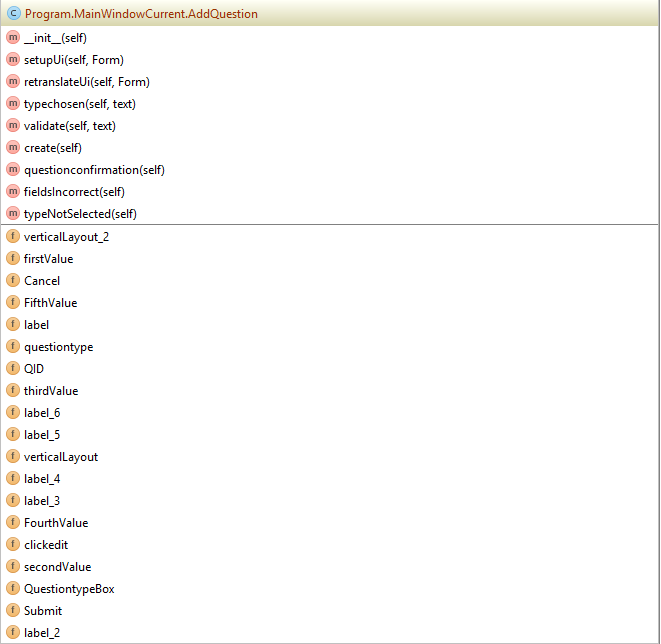 C Program.MainWindowCurrent.AddQuestion
m __init__(self)
m setupUi(self, Form)
m retranslateUi(self, Form)
m typechosen(self, text)
m validate(self, text)
m create(self)
m questionconfirmation(self)
m fieldsIncorrect(self)
m typeNotSelected(self)
f verticalLayout_2
f firstValue
f Cancel
f FifthValue
f label
f questiontype
f QID
f thirdValue
f label_6
f label_5
f verticalLayout
f label_4
f label_3
f FourthValue
f clickedit
f secondValue
f QuestiontypeBox
f Submit
f label_2